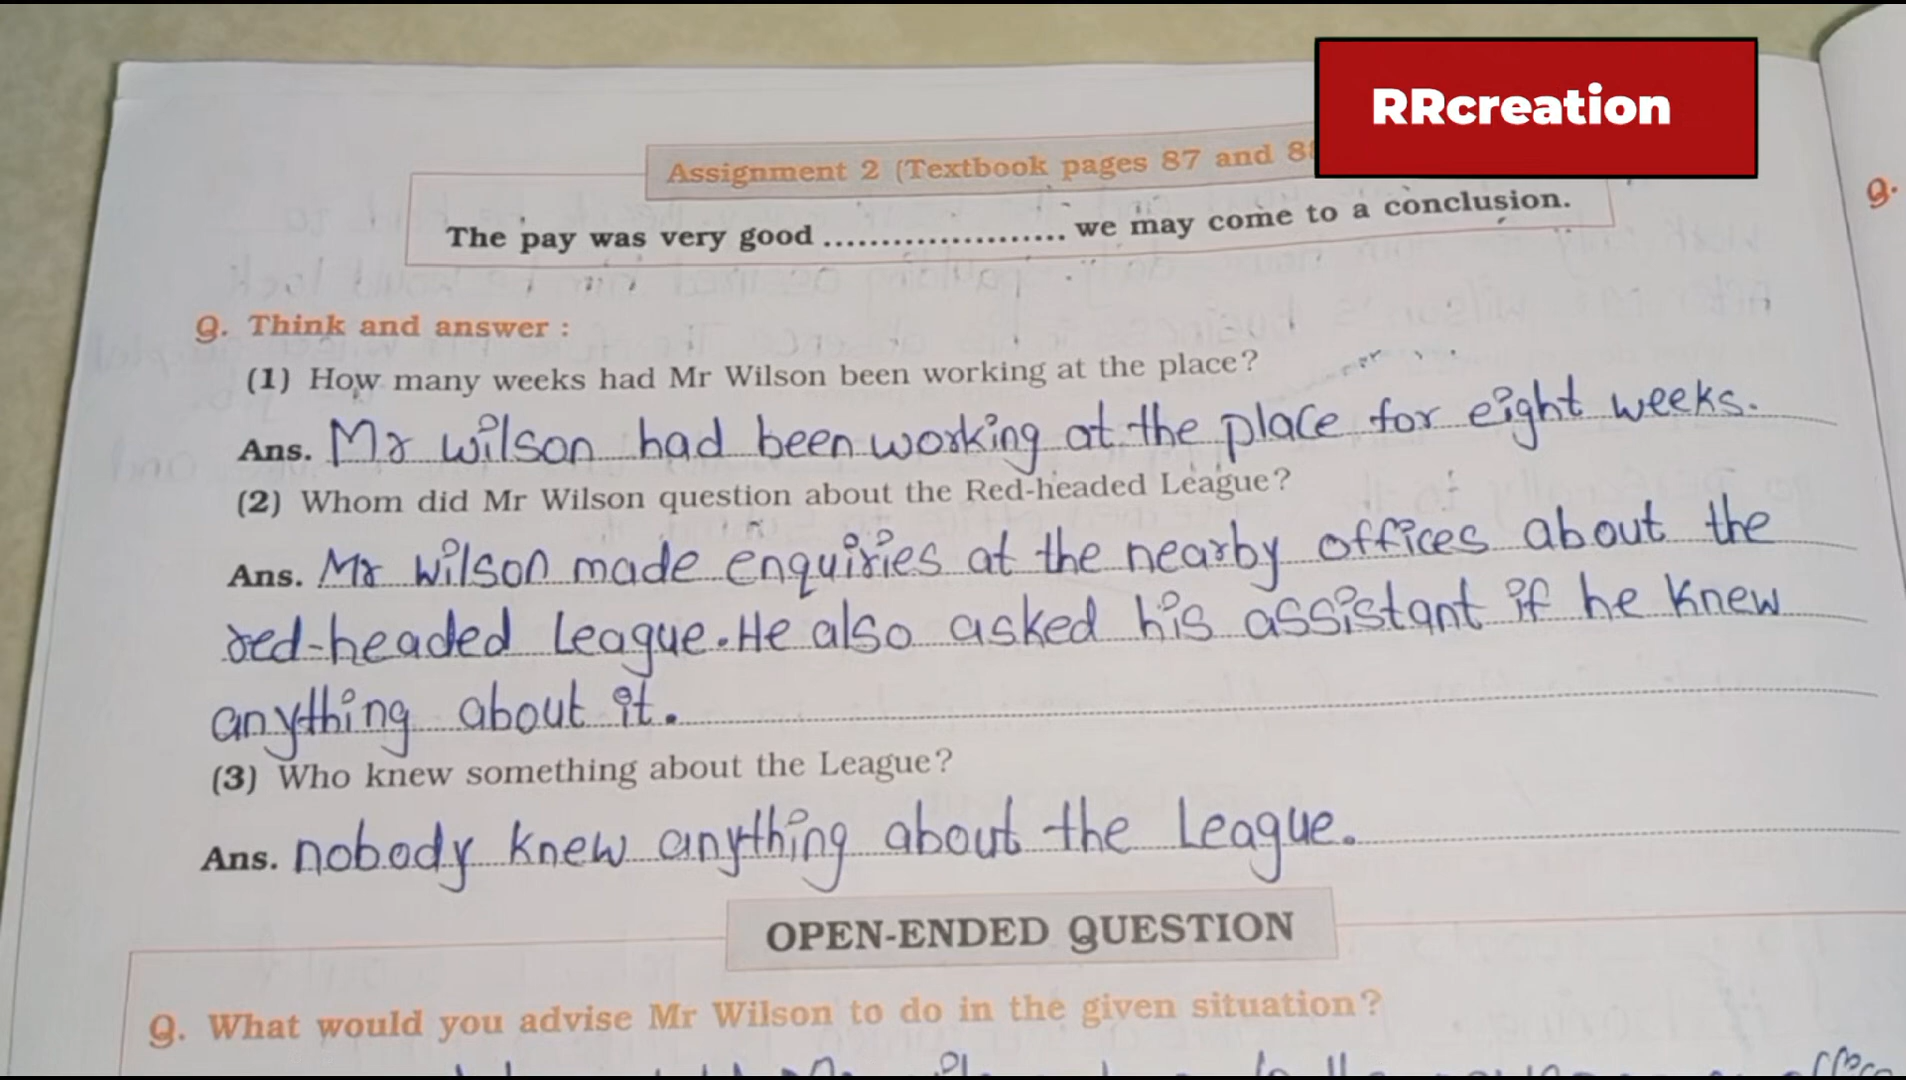 RRcreation
Assignment 2 (Textbook pages 87 and 8
The pay was very good ..................... we may come to a conclusion.
Q.
Q. Think and answer :
(1) How many weeks had Mr Wilson been working at the place?
Ans. Mr wilson had been working at the place for eight weeks.
(2) Whom did Mr Wilson question about the Red-headed League?
Ans. Mr wilson made enquiries at the nearby offices about the
red-headed League. He also asked his assistant if he knew
anything about it.
(3) Who knew something about the League?
Ans. nobody knew anything about the League.
OPEN-ENDED QUESTION
Q. What would you advise Mr Wilson to do in the given situation?